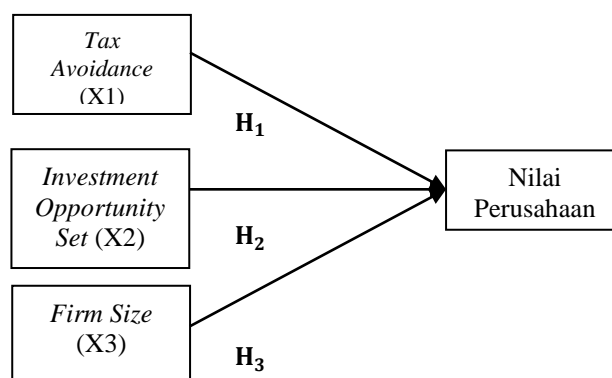 Tax
Avoidance
(X1)
H₁
Investment
Opportunity
Set (X2)
H₂
Firm Size
(X3)
H₃
Nilai
Perusahaan